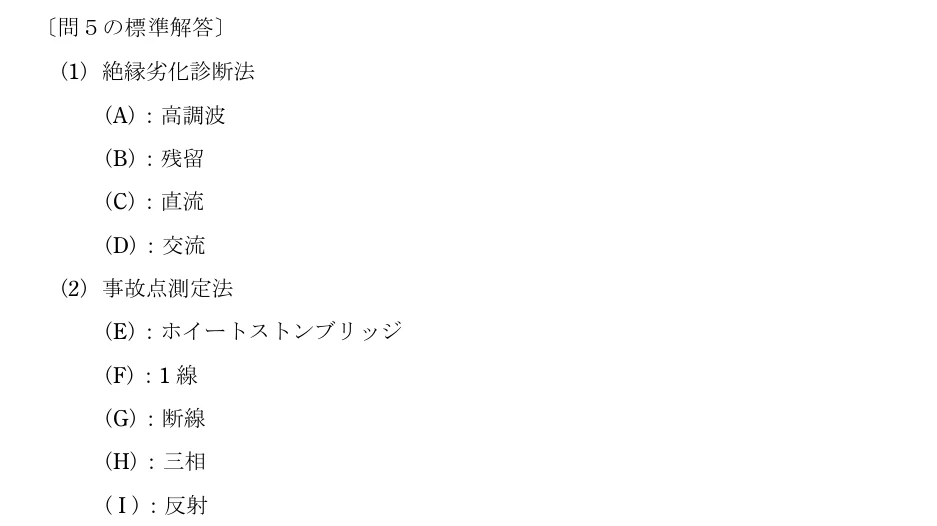 〔問５の標準解答〕
(1) 絶縁劣化診断法
(A)：高調波
(B)：残留
(C)：直流
(D)：交流
(2) 事故点測定法
(E)：ホイートストンブリッジ
(F)：1 線
(G)：断線
(H)：三相
(Ｉ)：反射